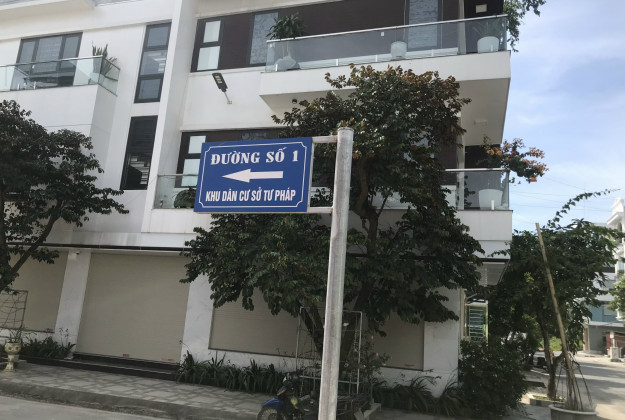 ĐƯỜNG SỐ 1
KHU DÂN CƯ SỞ TƯ PHÁP